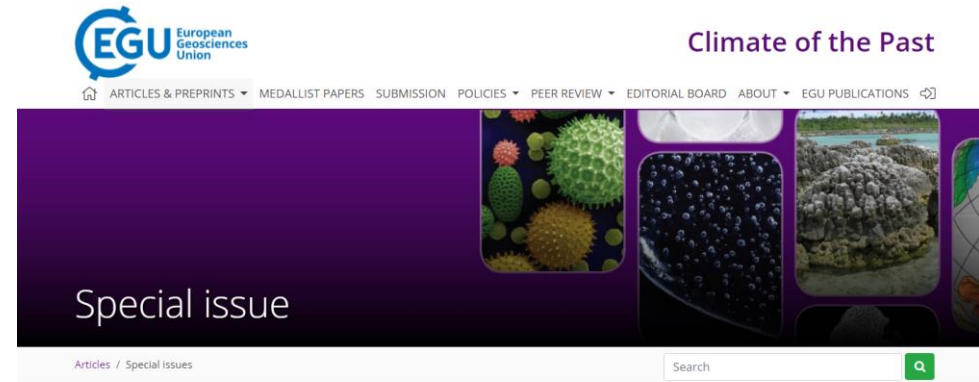 EGU European
Geosciences
Union
Climate of the Past
ARTICLES & PREPRINTS MEDALLIST PAPERS SUBMISSION POLICIES PEER REVIEW EDITORIAL BOARD ABOUT EGU PUBLICATIONS
Special issue
Articles / Special issues
Search